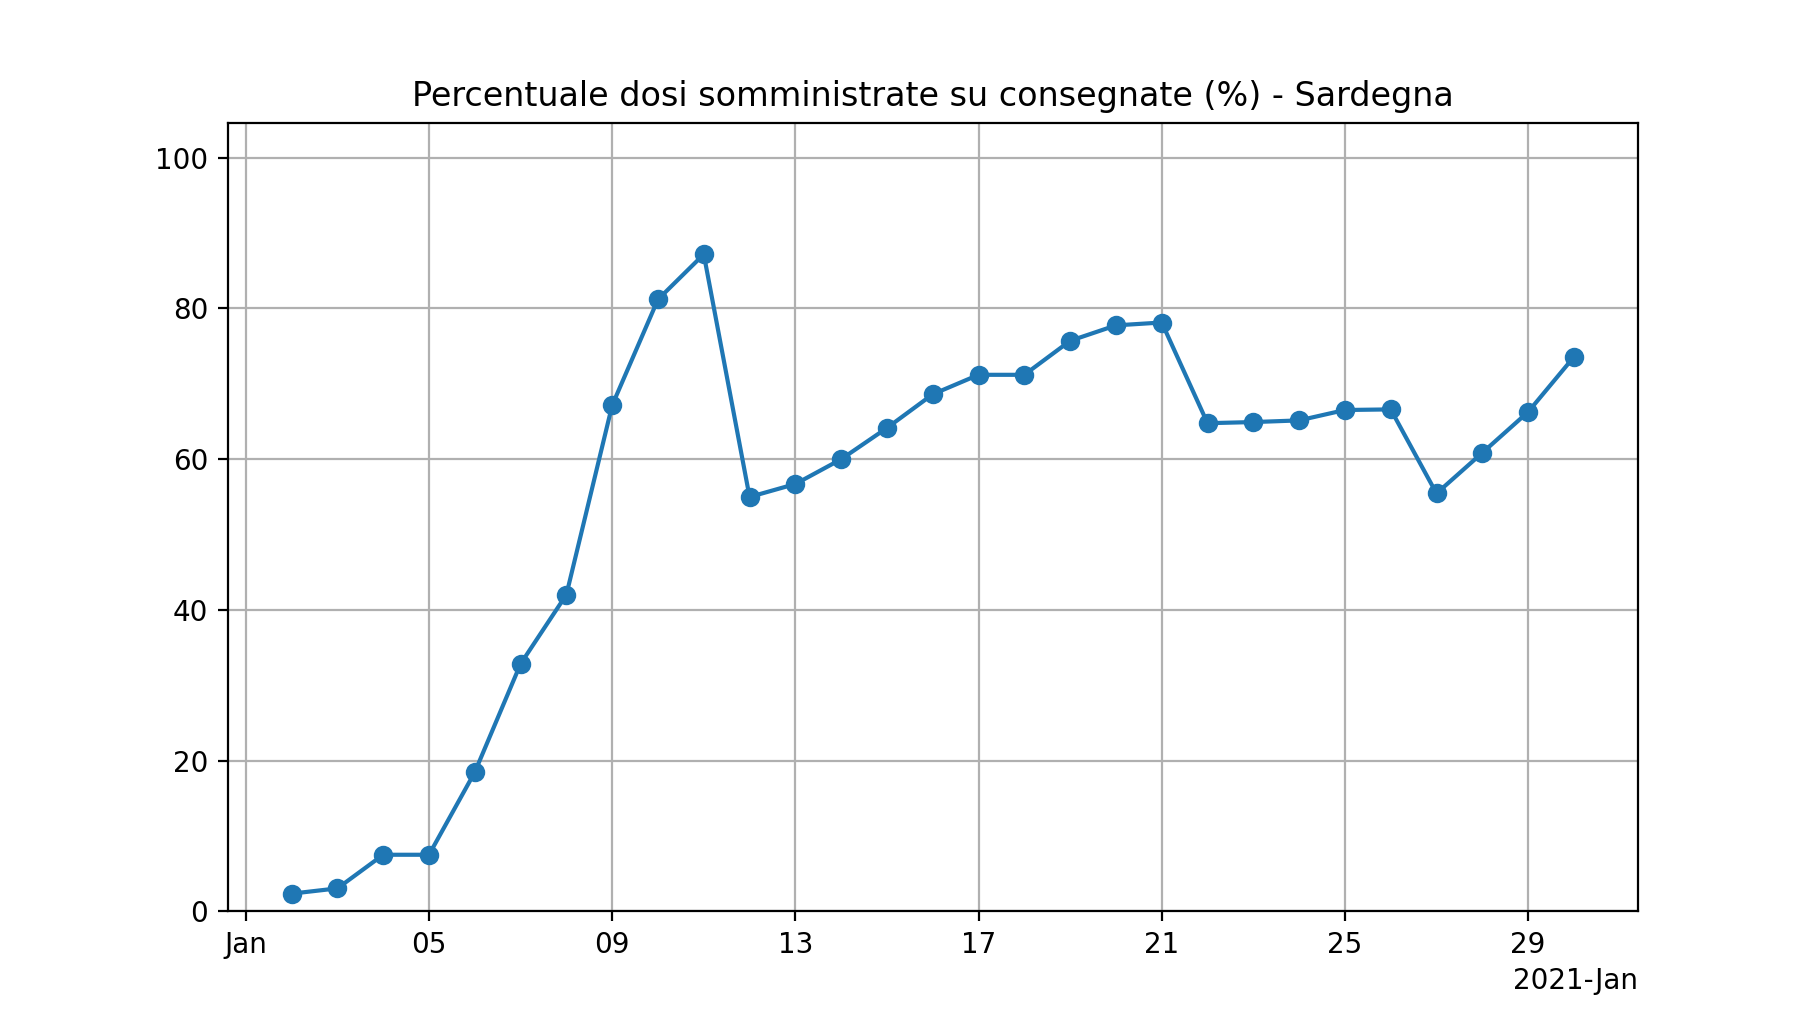 Percentuale dosi somministrate su consegnate (%) - Sardegna
100
80
60
40
20
0
Jan 05 09 13 17 21 25 29
2021-Jan